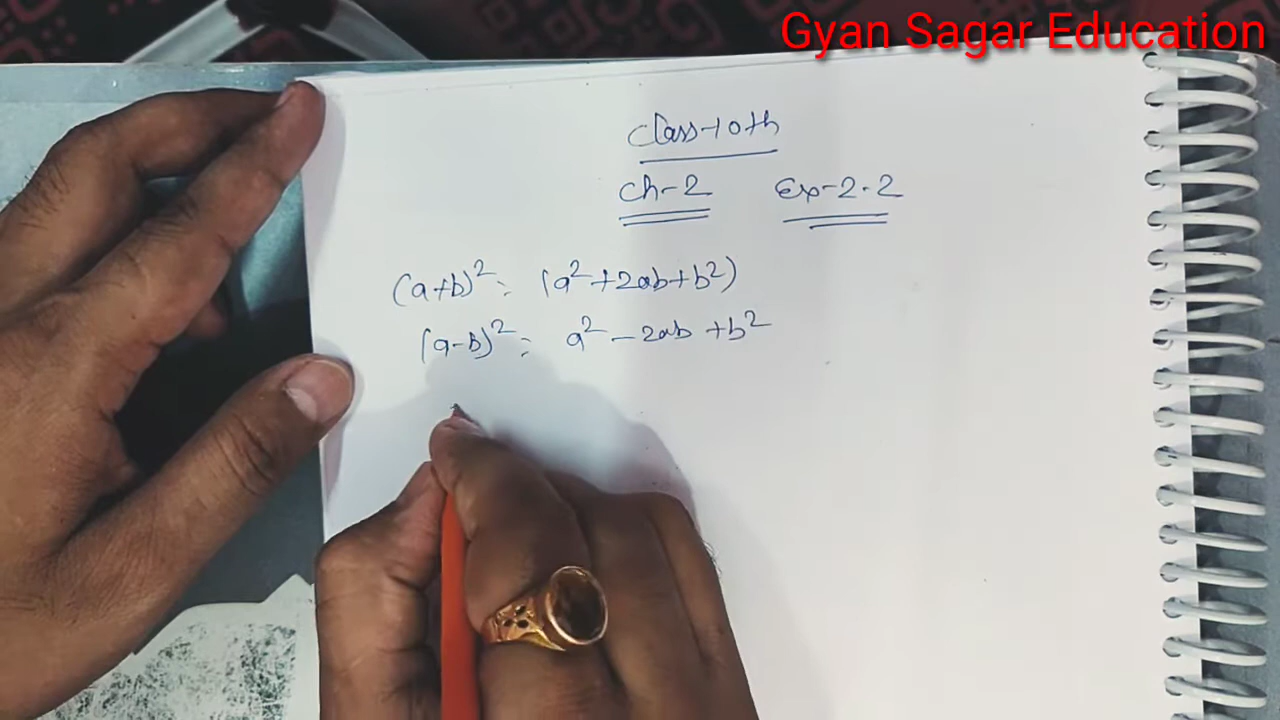 Gyan Sagar Education
Class-10th
Ch-2 Ex-2.2
(a+b)² = (a²+2ab+b²)
(a-b)² = a² - 2ab + b²